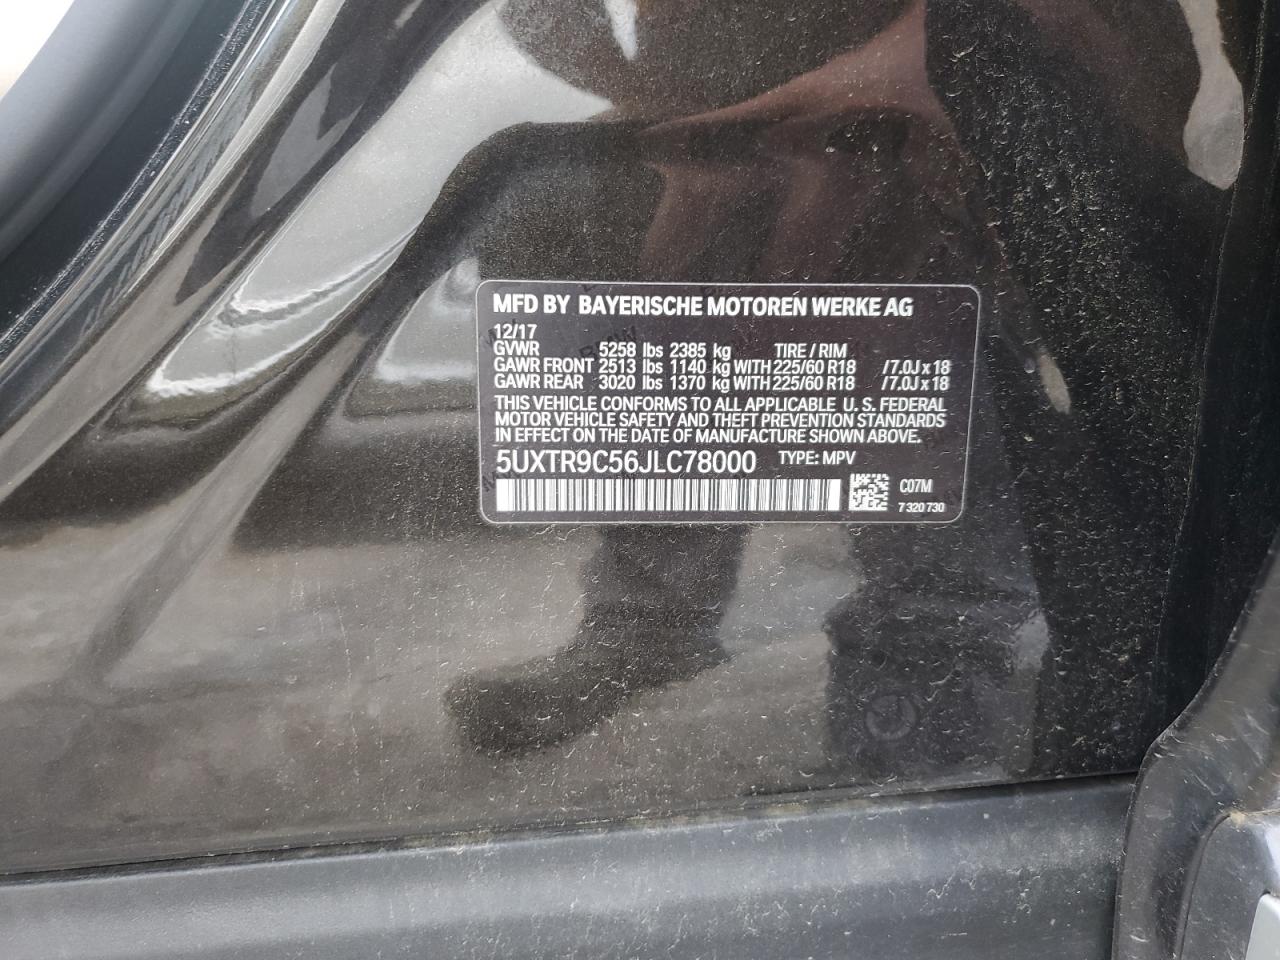 MFD BY BAYERISCHE MOTOREN WERKE AG
12/17
GVWR 5258 lbs 2385 kg TIRE / RIM
GAWR FRONT 2513 lbs 1140 kg WITH 225/60 R18 /7.0J x 18
GAWR REAR 3020 lbs 1370 kg WITH 225/60 R18 /7.0J x 18
THIS VEHICLE CONFORMS TO ALL APPLICABLE U. S. FEDERAL
MOTOR VEHICLE SAFETY AND THEFT PREVENTION STANDARDS
IN EFFECT ON THE DATE OF MANUFACTURE SHOWN ABOVE.
5UXTR9C56JLC78000 TYPE: MPV
C07M
7 320 730